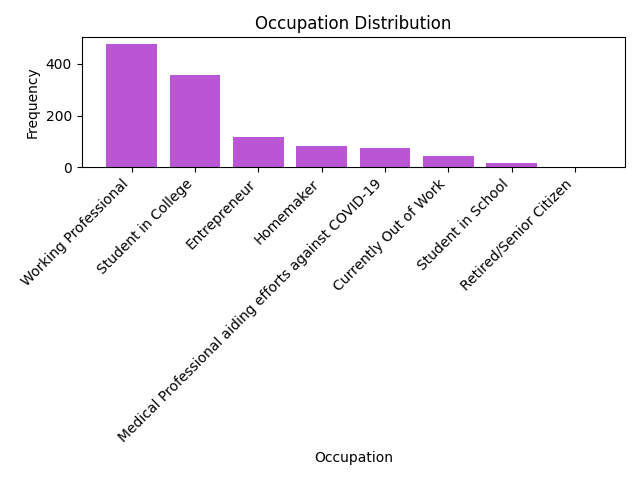 Occupation Distribution
Frequency
400
200
0
Working Professional
Student in College
Entrepreneur
Homemaker
Medical Professional aiding efforts against COVID-19
Currently Out of Work
Student in School
Retired/Senior Citizen
Occupation